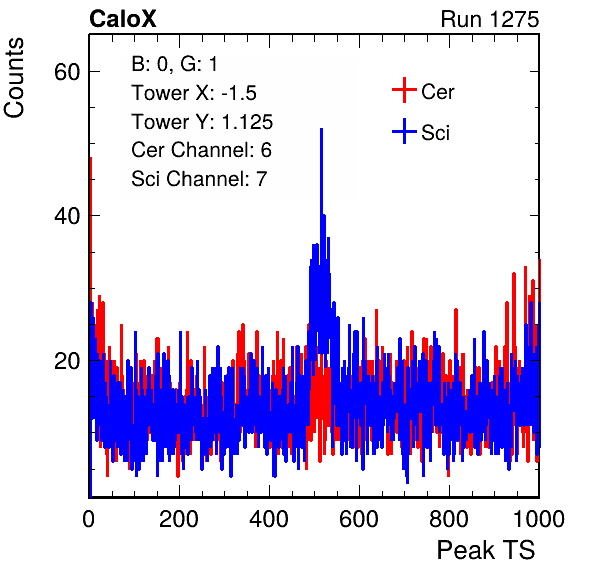 CaloX
Run 1275
Counts
B: 0, G: 1
Tower X: -1.5
Tower Y: 1.125
Cer Channel: 6
Sci Channel: 7
Cer
Sci
60
40
20
0
200
400
600
800
1000
Peak TS